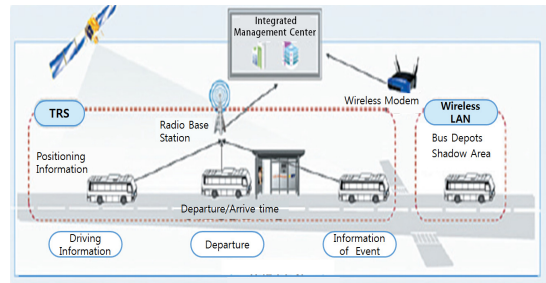 Integrated
Management Center
Wireless Modem
TRS
Radio Base
Station
Wireless
LAN
Bus Depots
Shadow Area
Positioning
Information
Departure/Arrive time
Driving
Information
Departure
Information
of Event